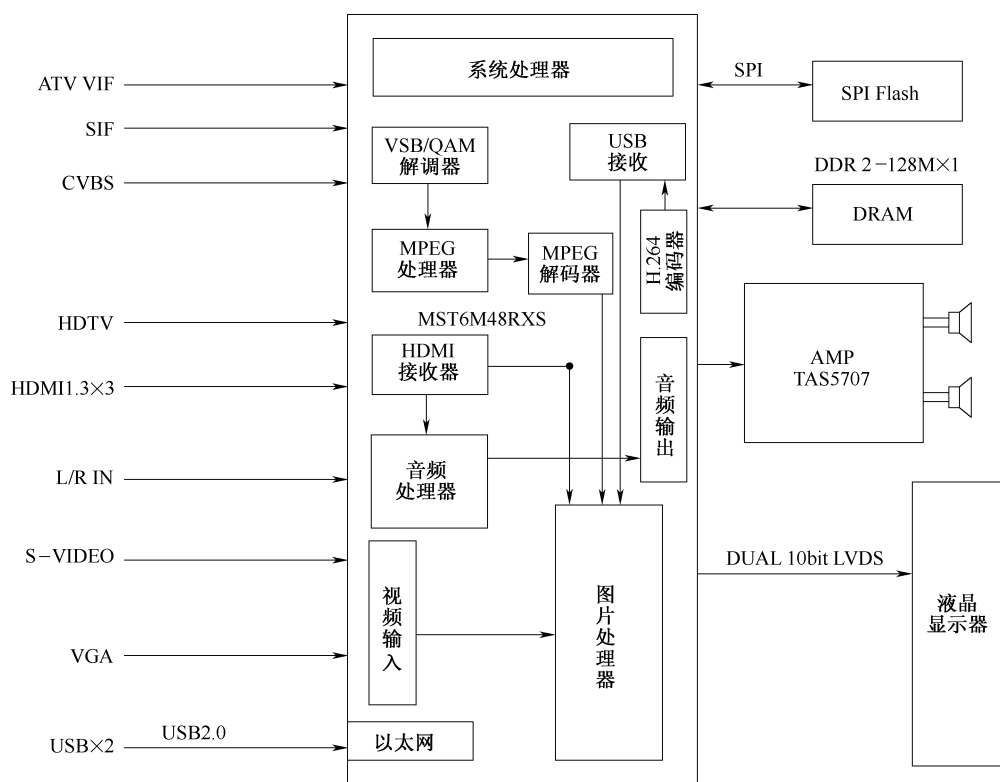 系统处理器
ATV VIF
SPI
SPI Flash
SIF
VSB/QAM
解调器
USB
接收
CVBS
DDR 2-128M×1
DRAM
MPEG
处理器
MPEG
解码器
H.264
编码器
HDTV
MST6M48RXS
HDMI
接收器
HDMI1.3×3
音频输出
AMP
TAS5707
L/R IN
音频
处理器
S-VIDEO
DUAL 10bit LVDS
视频输入
图片处理器
液晶
显示器
VGA
USB×2
USB2.0
以太网